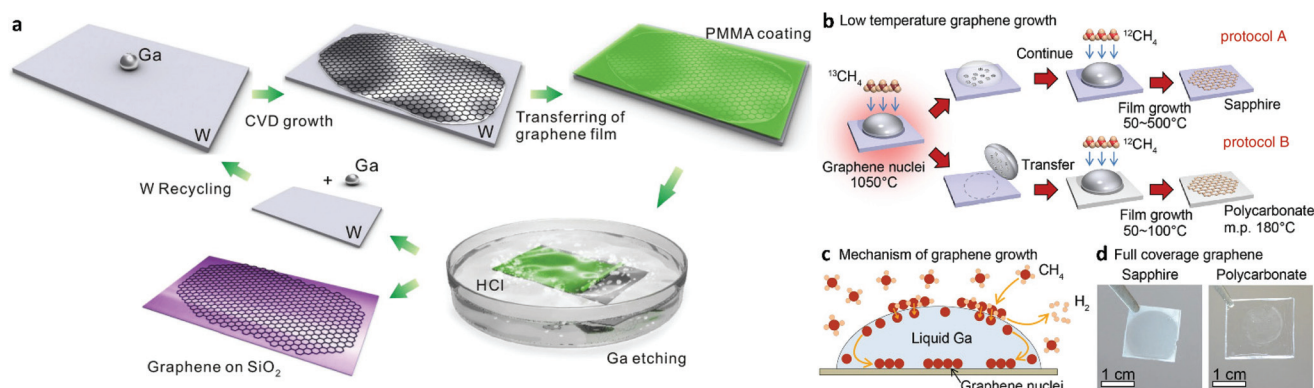 a
Ga
W
CVD growth
W
Transferring of
graphene film
PMMA coating
W Recycling
+ Ga
W
HCl
Ga etching
Graphene on SiO₂
b Low temperature graphene growth
¹³CH₄
Graphene nuclei
1050°C
Continue
¹²CH₄
protocol A
Film growth
50~500°C
Sapphire
Transfer
¹²CH₄
protocol B
Film growth
50~100°C
Polycarbonate
m.p. 180°C
c Mechanism of graphene growth
CH₄
H₂
Liquid Ga
Graphene nuclei
d Full coverage graphene
Sapphire
Polycarbonate
1 cm
1 cm